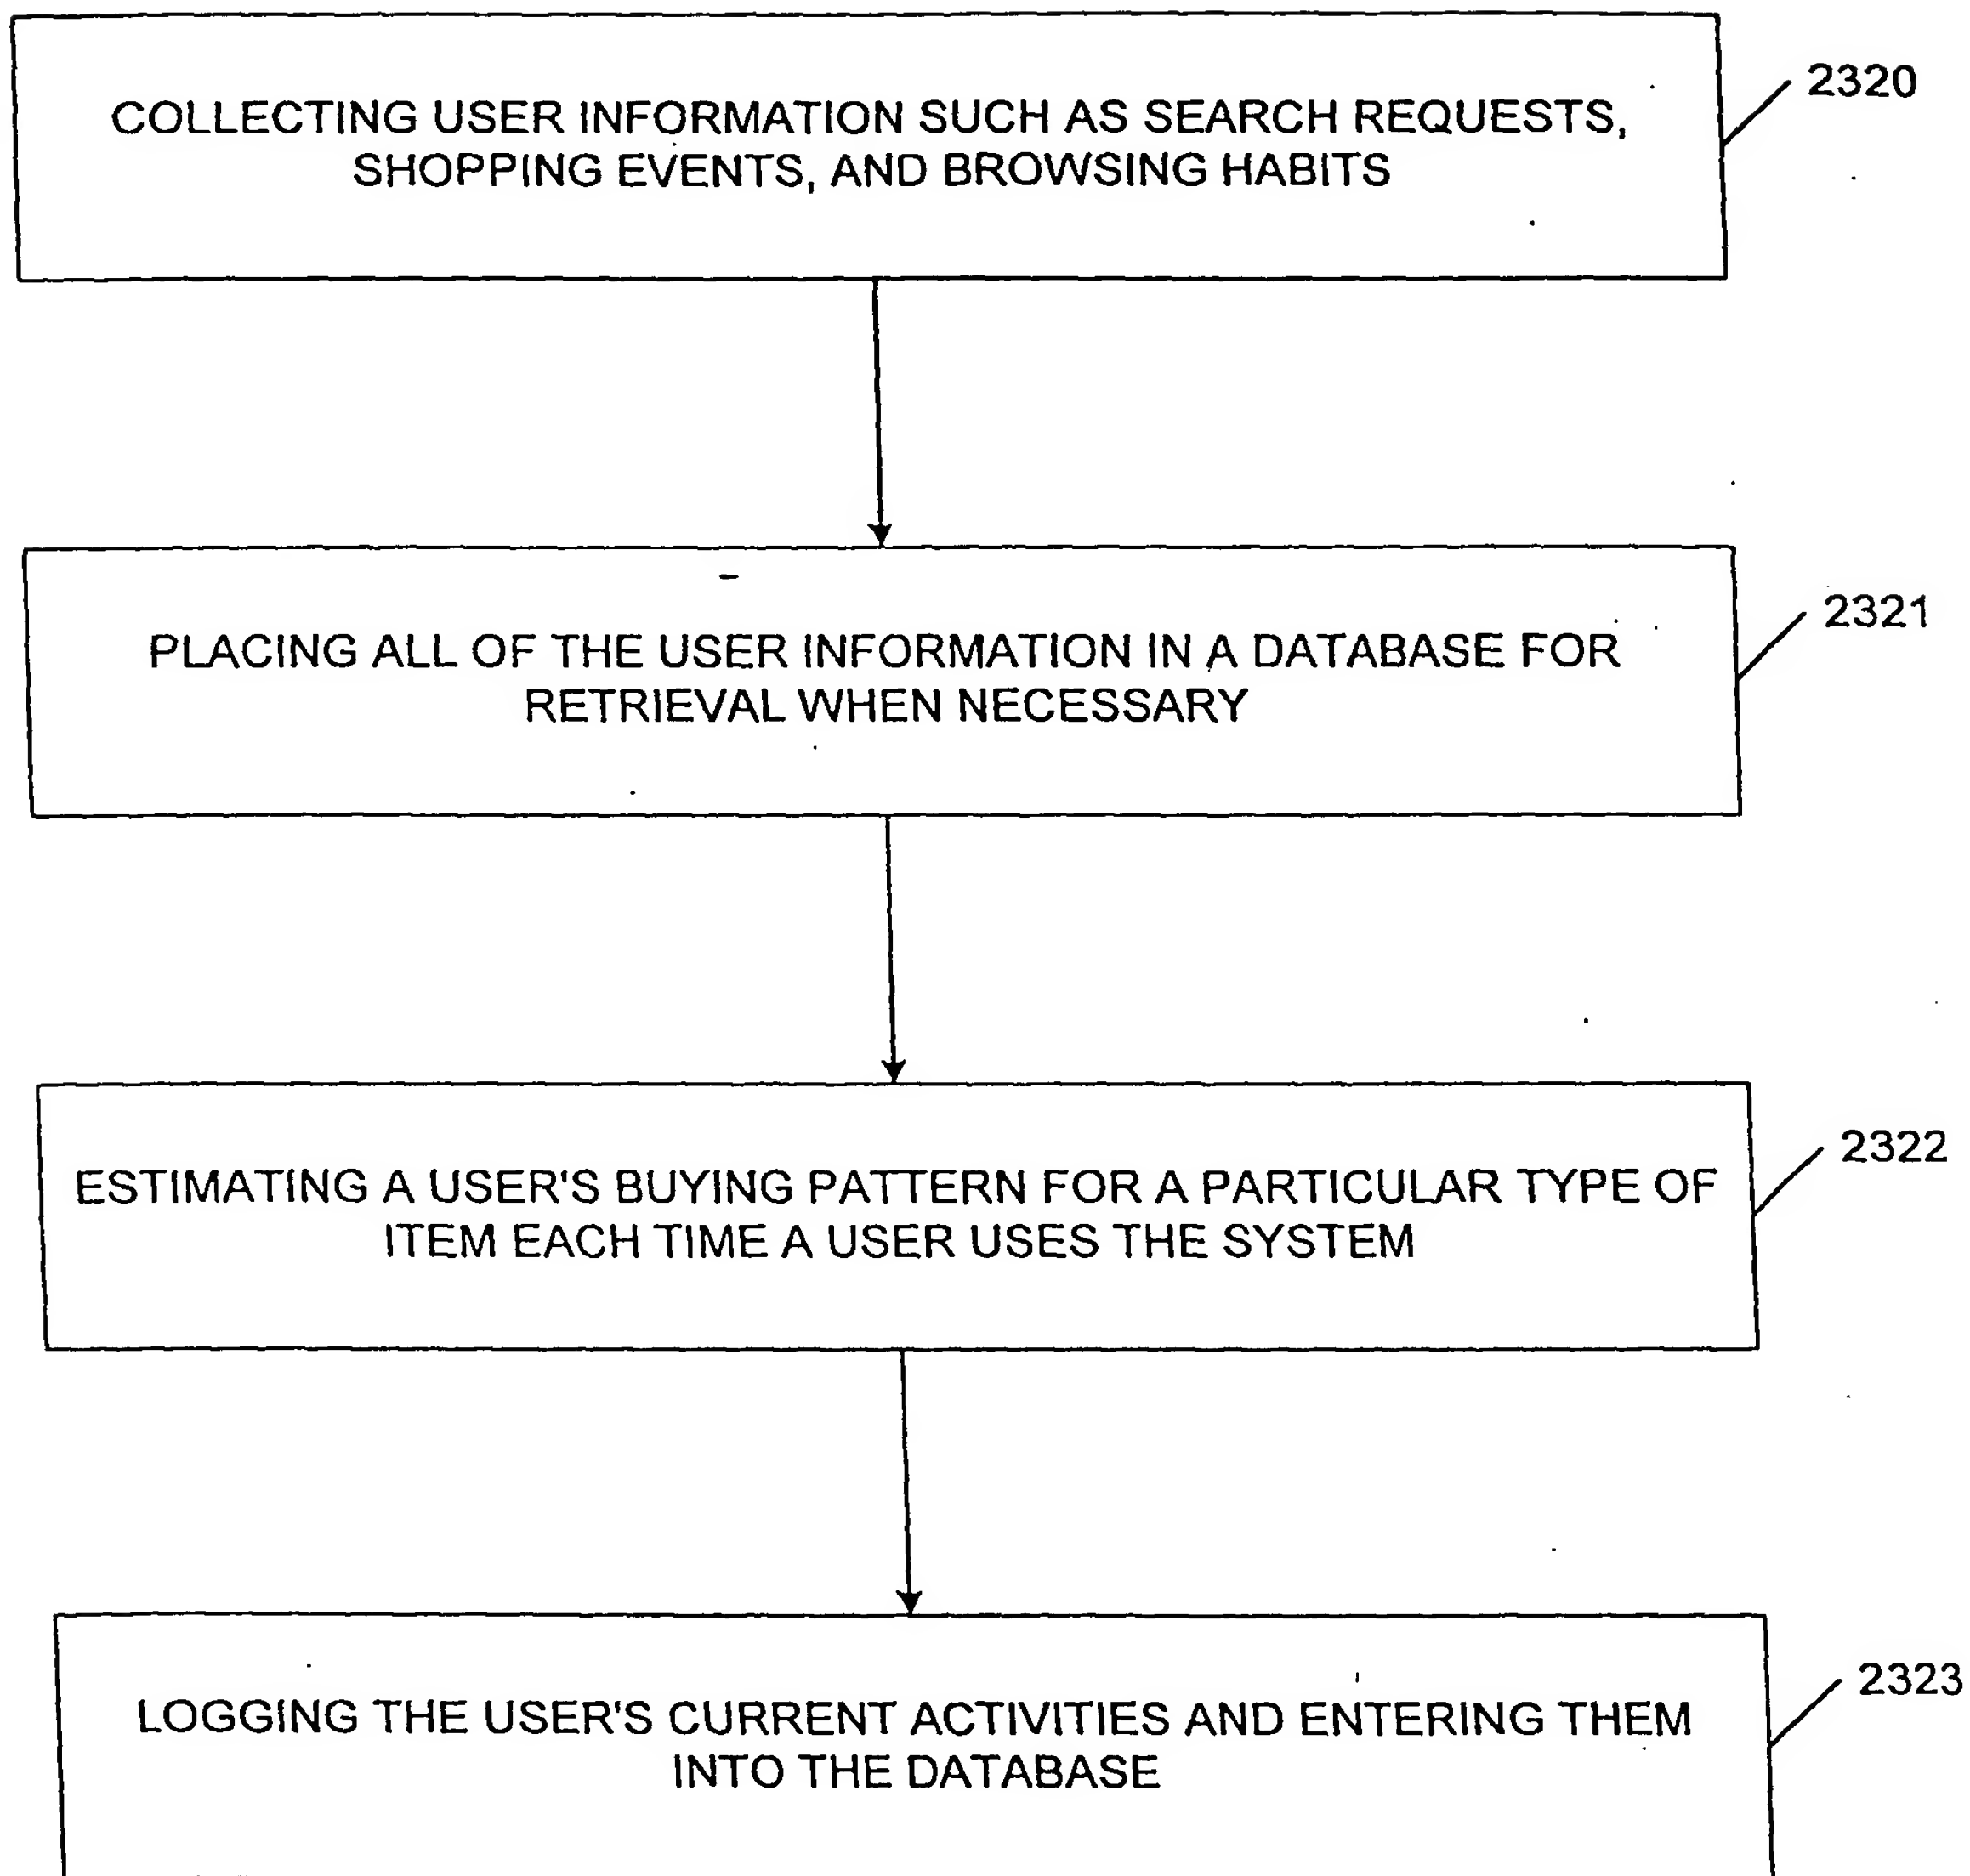 COLLECTING USER INFORMATION SUCH AS SEARCH REQUESTS,
SHOPPING EVENTS, AND BROWSING HABITS
2320
PLACING ALL OF THE USER INFORMATION IN A DATABASE FOR
RETRIEVAL WHEN NECESSARY
2321
ESTIMATING A USER'S BUYING PATTERN FOR A PARTICULAR TYPE OF
ITEM EACH TIME A USER USES THE SYSTEM
2322
LOGGING THE USER'S CURRENT ACTIVITIES AND ENTERING THEM
INTO THE DATABASE
2323